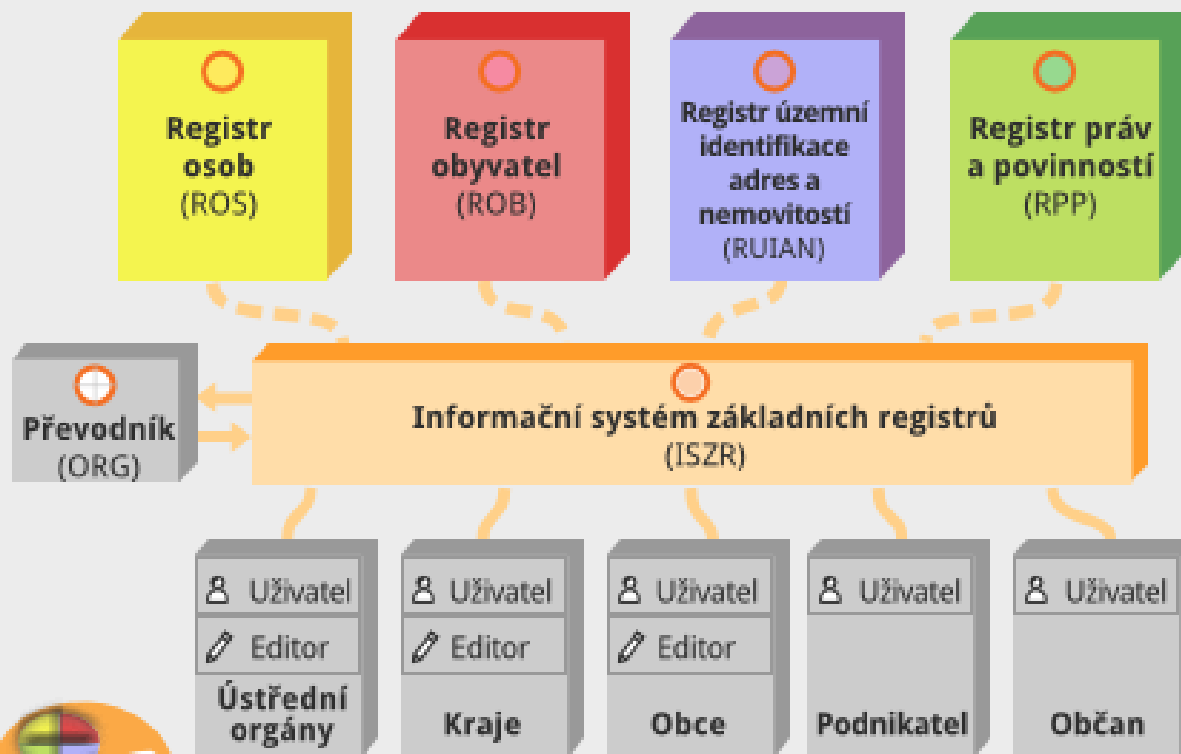 Registr
osob
(ROS)
Registr
obyvatel
(ROB)
Registr územní
identifikace
adres a
nemovitostí
(RUIAN)
Registr práv
a povinností
(RPP)
Převodník
(ORG)
Informační systém základních registrů
(ISZR)
Uživatel
Editor
Ústřední
orgány
Uživatel
Editor
Kraje
Uživatel
Editor
Obce
Uživatel
Podnikatel
Uživatel
Občan